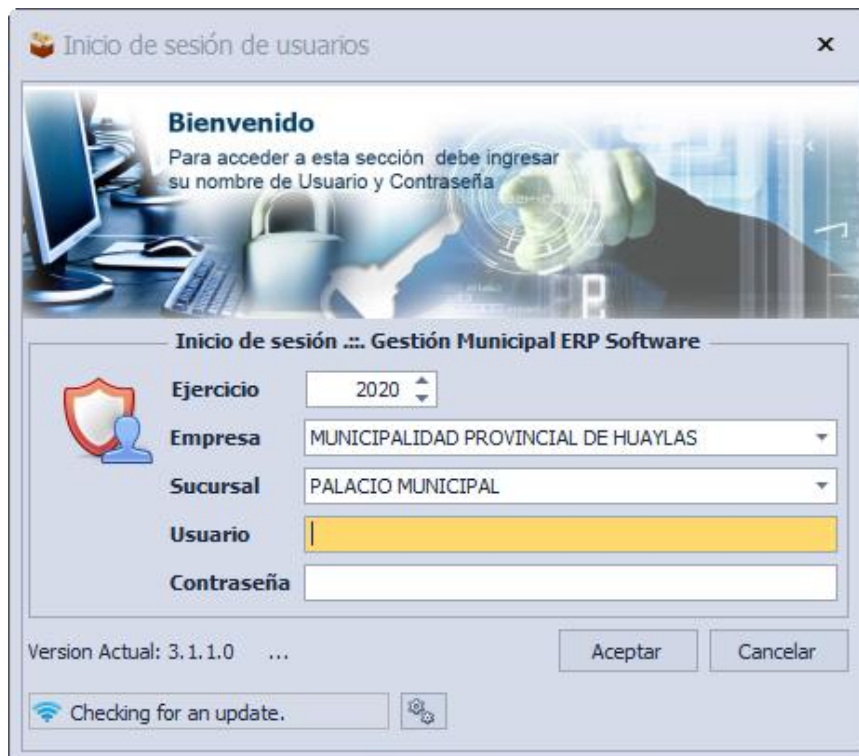 Inicio de sesión de usuarios
Bienvenido
Para acceder a esta sección debe ingresar
su nombre de Usuario y Contraseña
Inicio de sesión .::. Gestión Municipal ERP Software
Ejercicio 2020
Empresa MUNICIPALIDAD PROVINCIAL DE HUAYLAS
Sucursal PALACIO MUNICIPAL
Usuario
Contraseña
Version Actual: 3.1.1.0 ... Aceptar Cancelar
Checking for an update.